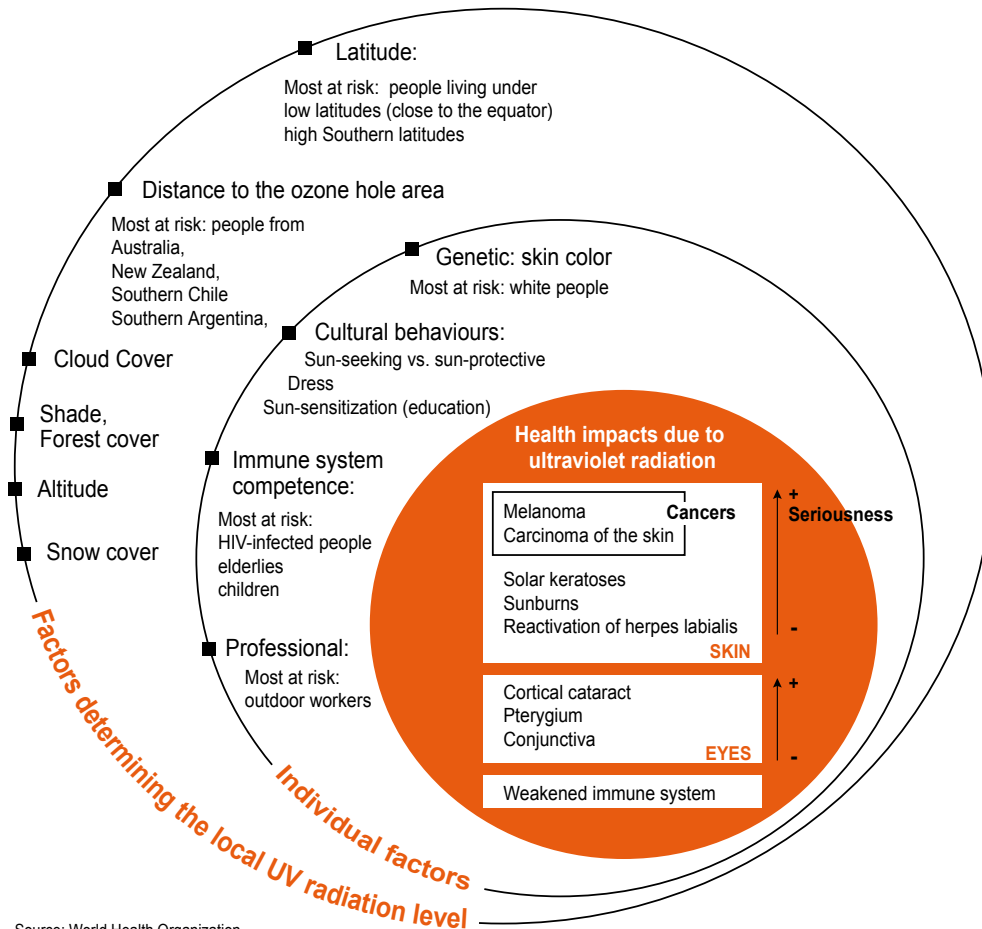 Latitude:
Most at risk:  people living under
low latitudes (close to the equator)
high Southern latitudes
Distance to the ozone hole area
Most at risk: people from
Australia,
New Zealand,
Southern Chile
Southern Argentina,
Cloud Cover
Shade,
Forest cover
Altitude
Snow cover
Factors determining the local UV radiation level
Genetic: skin color
Most at risk: white people
Cultural behaviours:
Sun-seeking vs. sun-protective
Dress
Sun-sensitization (education)
Immune system
competence:
Most at risk:
HIV-infected people
elderlies
children
Professional:
Most at risk:
outdoor workers
Individual factors
Health impacts due to
ultraviolet radiation
Melanoma
Cancers
Carcinoma of the skin
Solar keratoses
Sunburns
Reactivation of herpes labialis
SKIN
+
Seriousness
-
Cortical cataract
Pterygium
Conjunctiva
EYES
+
-
Weakened immune system
Source: World Health Organization